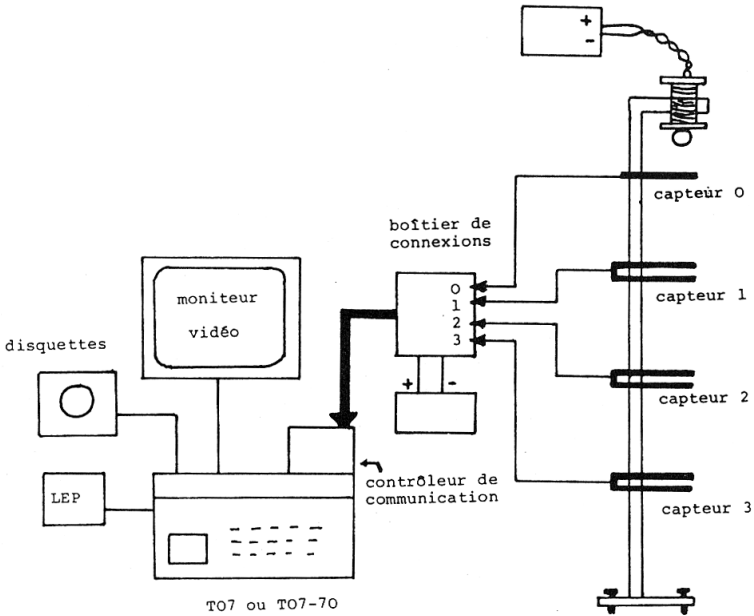 +
-
capteur 0
boîtier de
connexions
0
1
2
3
capteur 1
moniteur
vidéo
disquettes
+ -
capteur 2
contrôleur de
communication
LEP
capteur 3
TO7 ou TO7-70